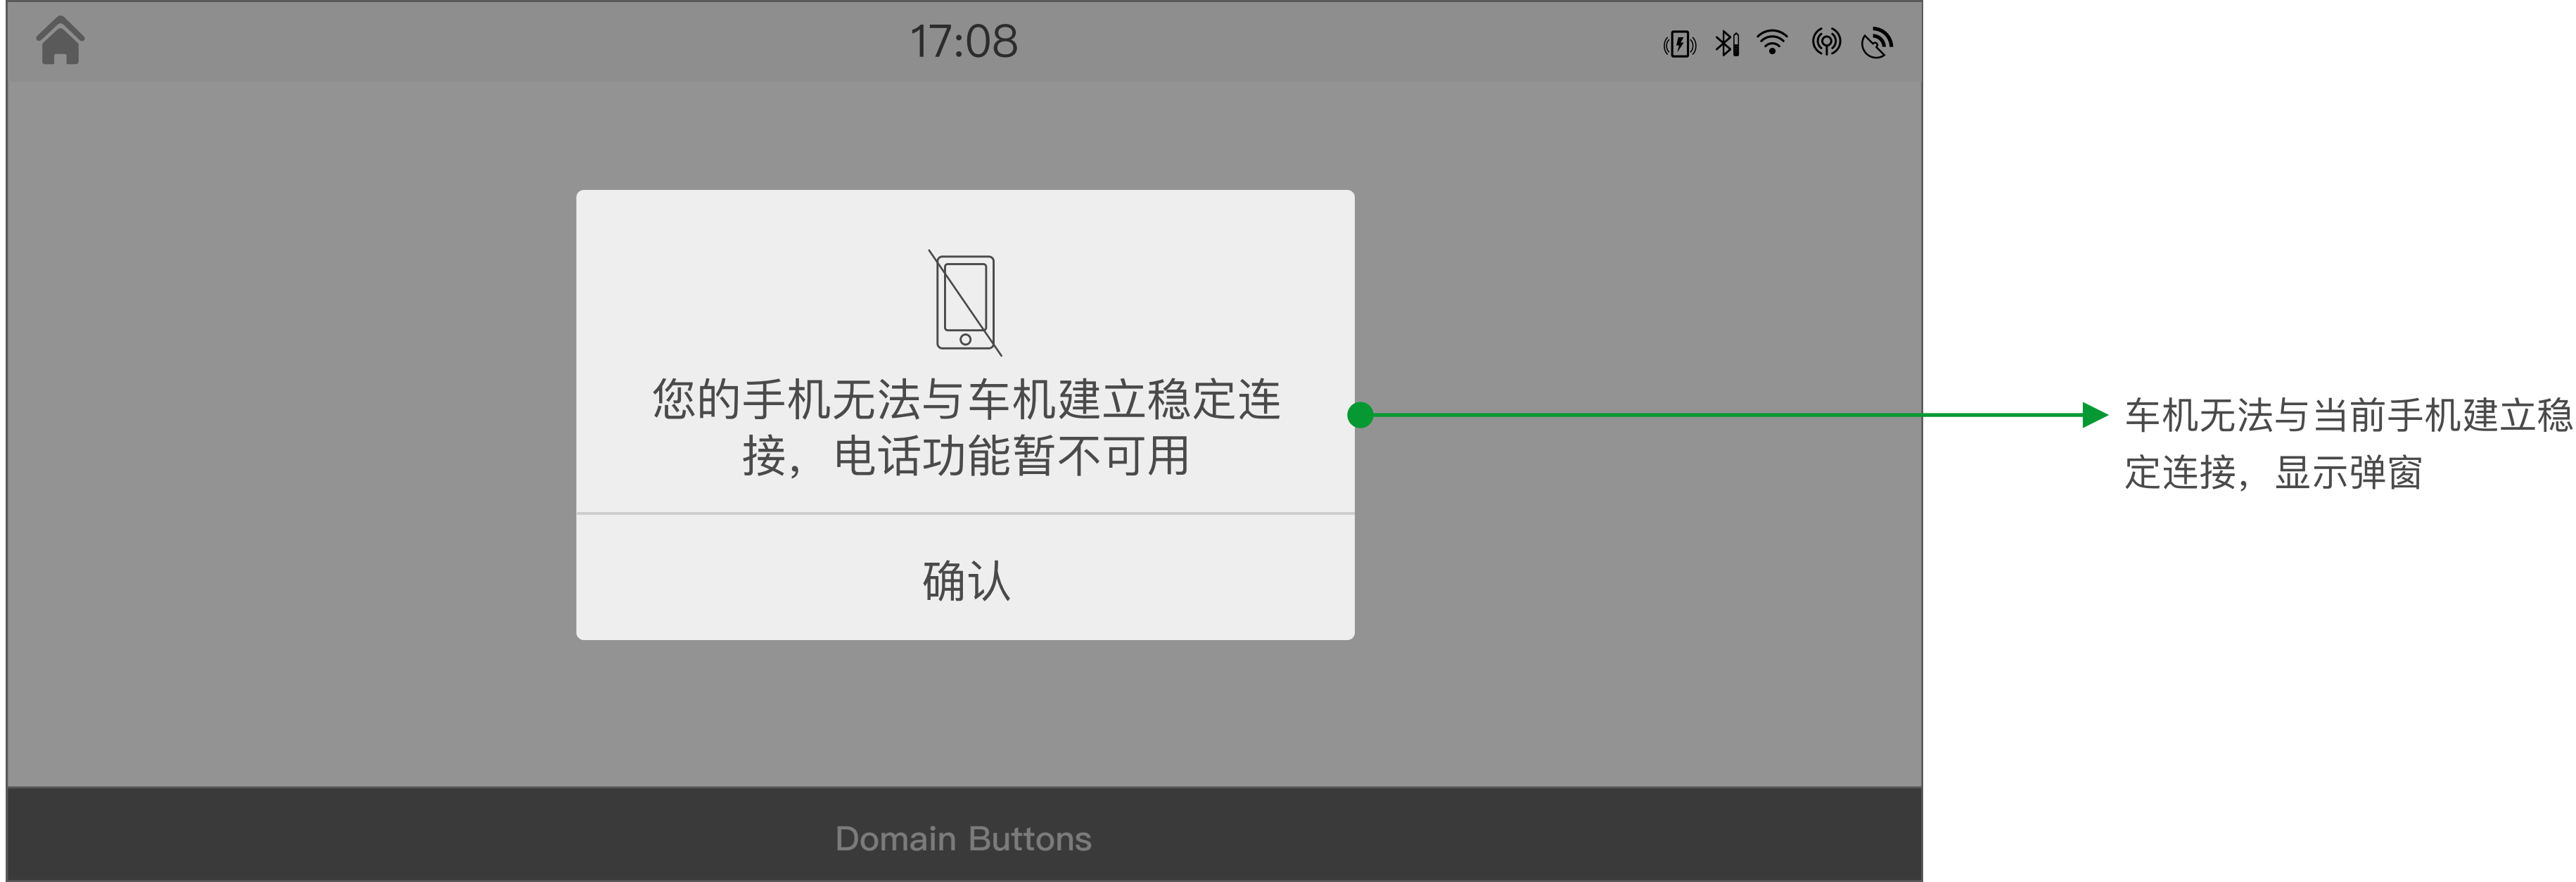 17:08
您的手机无法与车机建立稳定连
接，电话功能暂不可用
确认
车机无法与当前手机建立稳
定连接，显示弹窗
Domain Buttons